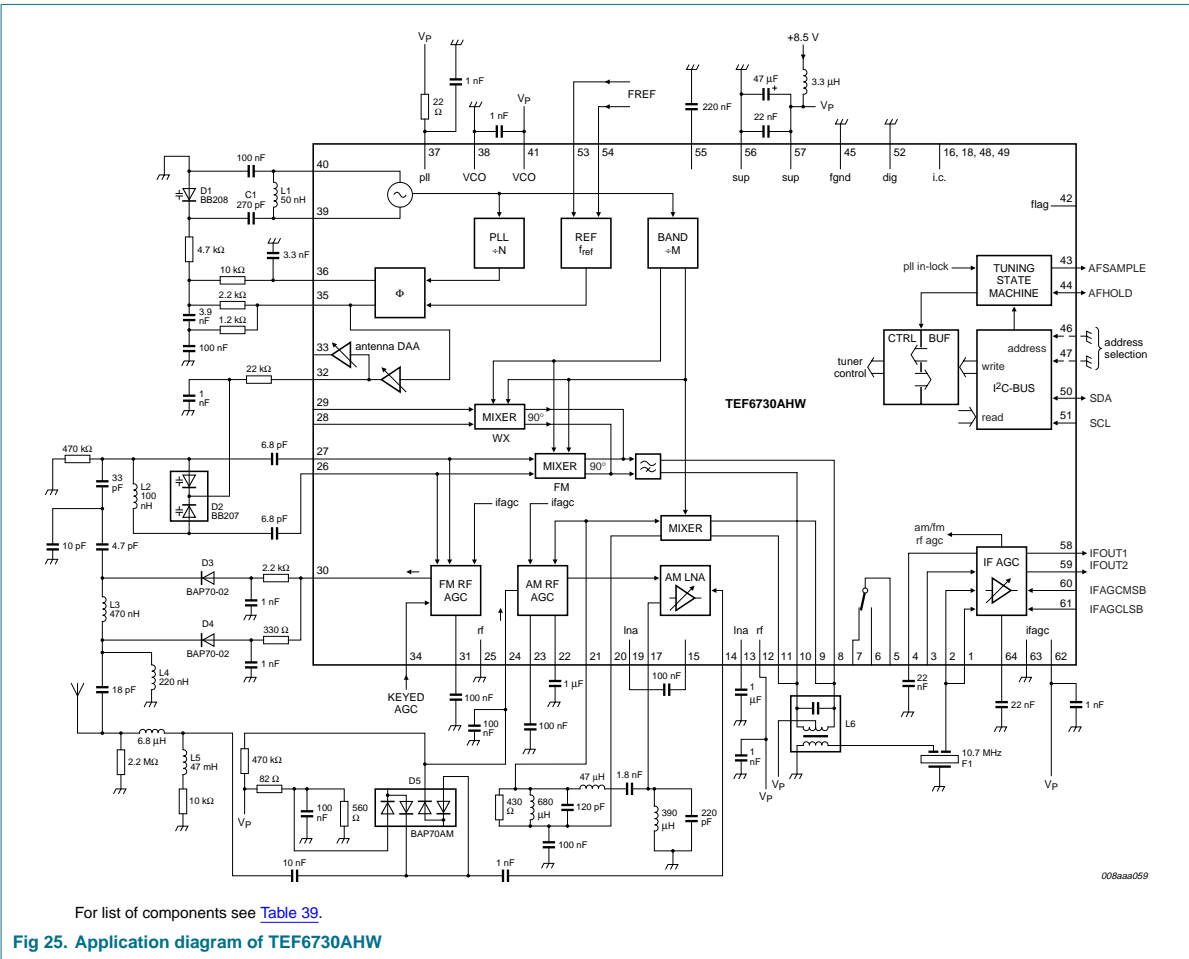 +8.5 V
VP
1 nF
22 Ω
1 nF
VP
FREF
220 nF
47 μF
+
3.3 μH
VP
22 nF
37 38 41 53 54 55 56 57 45 52 16, 18, 48, 49
pll VCO VCO sup sup fgnd dig i.c.
100 nF
40
D1
BB208
C1
270 pF
L1
50 nH
39
flag
42
4.7 kΩ
3.3 nF
PLL
÷N
REF
fref
BAND
÷M
10 kΩ
36
Φ
2.2 kΩ
35
3.9 nF
1.2 kΩ
100 nF
pll in-lock
TUNING STATE MACHINE
43
AFSAMPLE
44
AFHOLD
33
antenna DAA
32
22 kΩ
1 nF
CTRL BUF
tuner control
address
46
47
address selection
write
I²C-BUS
read
50
SDA
51
SCL
TEF6730AHW
29
28
MIXER
90°
WX
470 kΩ
6.8 pF
27
26
MIXER
90°
FM
33 pF
L2
100 nH
D2
BB207
6.8 pF
10 pF
4.7 pF
ifagc
ifagc
MIXER
am/fm
rf agc
IF AGC
58
IFOUT1
59
IFOUT2
60
IFAGCMSB
61
IFAGCLSB
D3
BAP70-02
2.2 kΩ
30
1 nF
FM RF AGC
AM RF AGC
AM LNA
L3
470 nH
D4
BAP70-02
330 Ω
1 nF
L4
220 nH
rf
lna
lna
rf
ifagc
34 31 25 24 23 22 21 20 19 17 15 14 13 12 11 10 9 8 7 6 5 4 3 2 1 64 63 62
KEYED AGC
100 nF
100 nF
1 μF
100 nF
100 nF
1 μF
1 nF
VP
22 nF
22 nF
1 nF
VP
18 pF
6.8 μH
2.2 MΩ
L5
47 mH
10 kΩ
470 kΩ
82 Ω
VP
100 nF
560 Ω
D5
BAP70AM
430 Ω
680 μH
120 pF
47 μH
1.8 nF
100 nF
390 μH
220 pF
VP
L6
10.7 MHz
F1
10 nF
1 nF
008aaa059
For list of components see Table 39.
Fig 25. Application diagram of TEF6730AHW